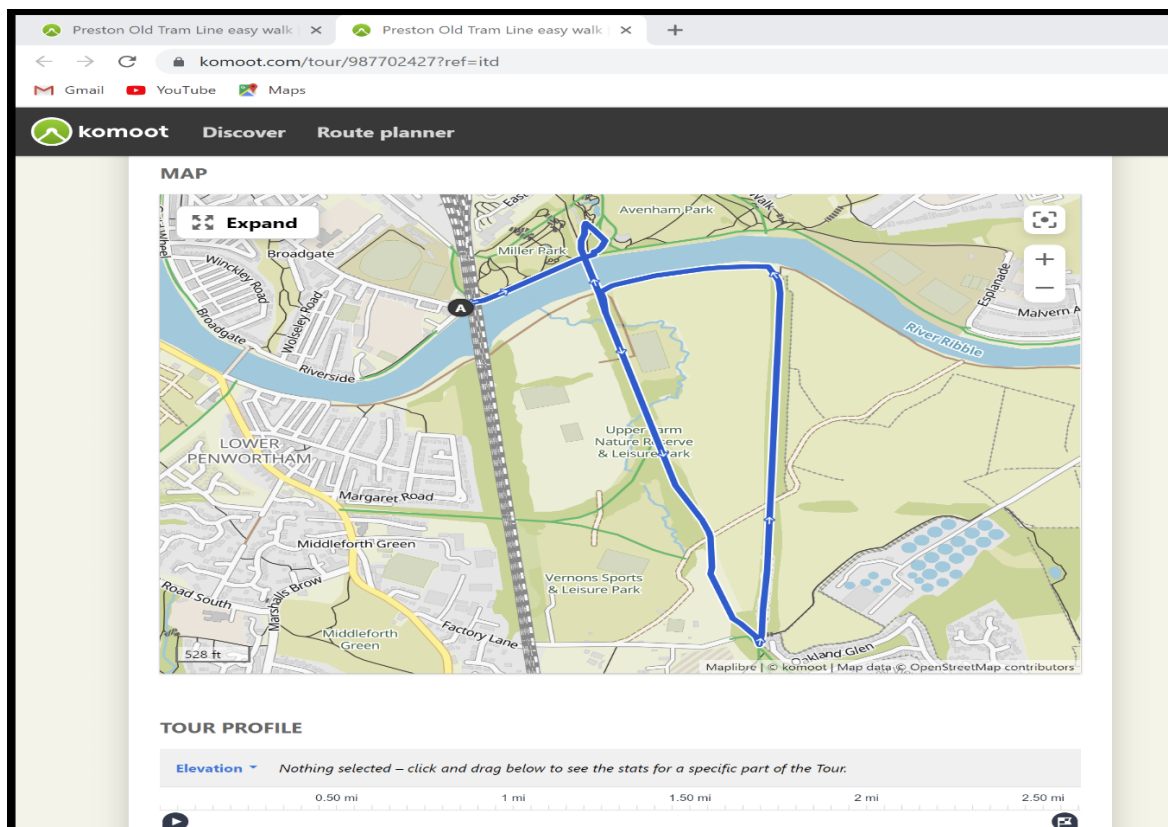 Preston Old Tram Line easy walk
Preston Old Tram Line easy walk
komoot.com/tour/987702427?ref=itd
Gmail YouTube Maps
komoot Discover Route planner
MAP
Expand
East
Walk
Avenham Park
Wheel
Winckley Road
Broadgate
Miller Park
Wolseley Road
Esplanade
A
Malvern A
Broadgate
River Ribble
Riverside
LOWER
PENWORTHAM
Upper Farm
Nature Reserve
& Leisure Park
Margaret Road
Middleforth Green
Vernons Sports
& Leisure Park
Marshalls Brow
Road South
Factory Lane
Middleforth
Green
528 ft
Oakland Glen
Maplibre | © komoot | Map data © OpenStreetMap contributors
TOUR PROFILE
Elevation Nothing selected – click and drag below to see the stats for a specific part of the Tour.
0.50 mi 1 mi 1.50 mi 2 mi 2.50 mi